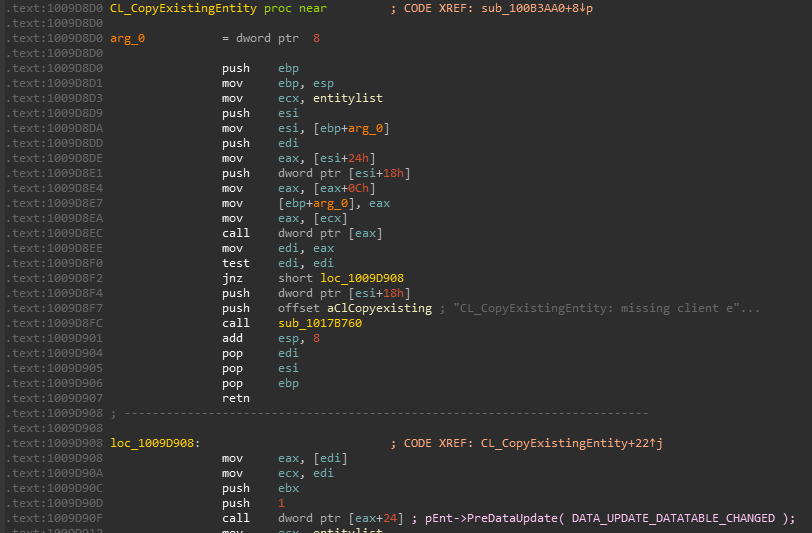 .text:1009D8D0 CL_CopyExistingEntity proc near ; CODE XREF: sub_100B3AA0+8↓p
.text:1009D8D0
.text:1009D8D0 arg_0 = dword ptr 8
.text:1009D8D0
.text:1009D8D0 push ebp
.text:1009D8D1 mov ebp, esp
.text:1009D8D3 mov ecx, entitylist
.text:1009D8D9 push esi
.text:1009D8DA mov esi, [ebp+arg_0]
.text:1009D8DD push edi
.text:1009D8DE mov eax, [esi+24h]
.text:1009D8E1 push dword ptr [esi+18h]
.text:1009D8E4 mov eax, [eax+0Ch]
.text:1009D8E7 mov [ebp+arg_0], eax
.text:1009D8EA mov eax, [ecx]
.text:1009D8EC call dword ptr [eax]
.text:1009D8EE mov edi, eax
.text:1009D8F0 test edi, edi
.text:1009D8F2 jnz short loc_1009D908
.text:1009D8F4 push dword ptr [esi+18h]
.text:1009D8F7 push offset aClCopyexisting ; "CL_CopyExistingEntity: missing client e"...
.text:1009D8FC call sub_1017B760
.text:1009D901 add esp, 8
.text:1009D904 pop edi
.text:1009D905 pop esi
.text:1009D906 pop ebp
.text:1009D907 retn
.text:1009D908 ; ---------------------------------------------------------------------------
.text:1009D908
.text:1009D908 loc_1009D908: ; CODE XREF: CL_CopyExistingEntity+22↑j
.text:1009D908 mov eax, [edi]
.text:1009D90A mov ecx, edi
.text:1009D90C push ebx
.text:1009D90D push 1
.text:1009D90F call dword ptr [eax+24] ; pEnt->PreDataUpdate( DATA_UPDATE_DATATABLE_CHANGED );
.text:1009D912 mov ecx, entitylist